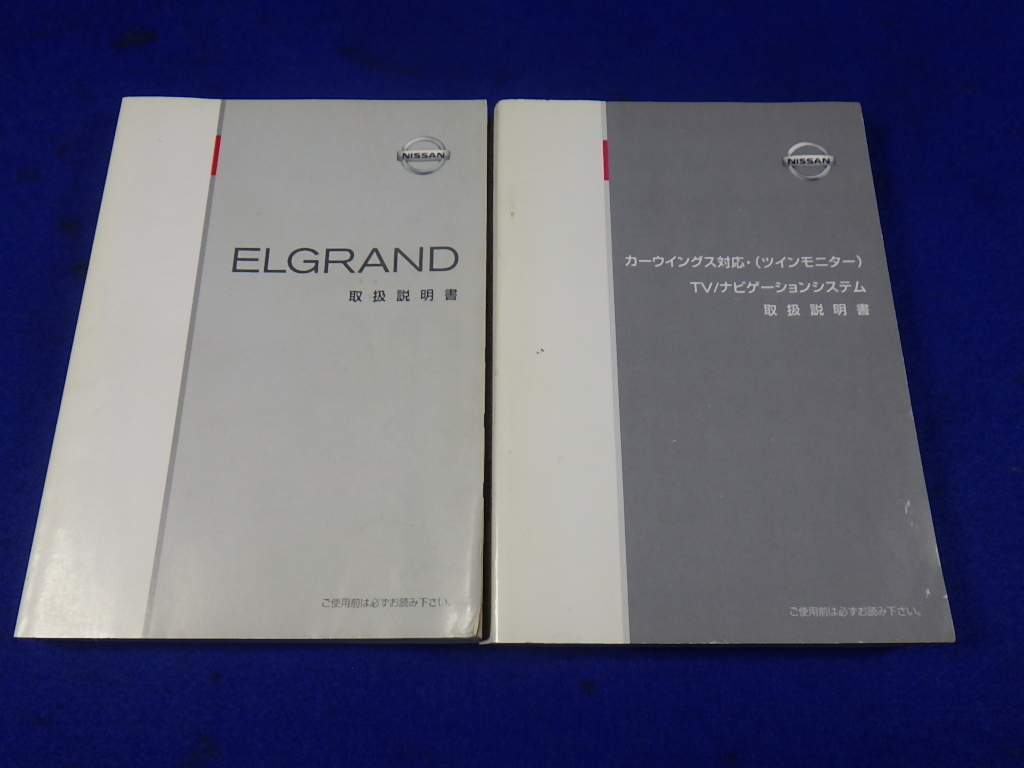 NISSAN
ELGRAND
取扱説明書
ご使用前は必ずお読み下さい。
NISSAN
カーウイングス対応・(ツインモニター)
TV/ナビゲーションシステム
取扱説明書
ご使用前は必ずお読み下さい。